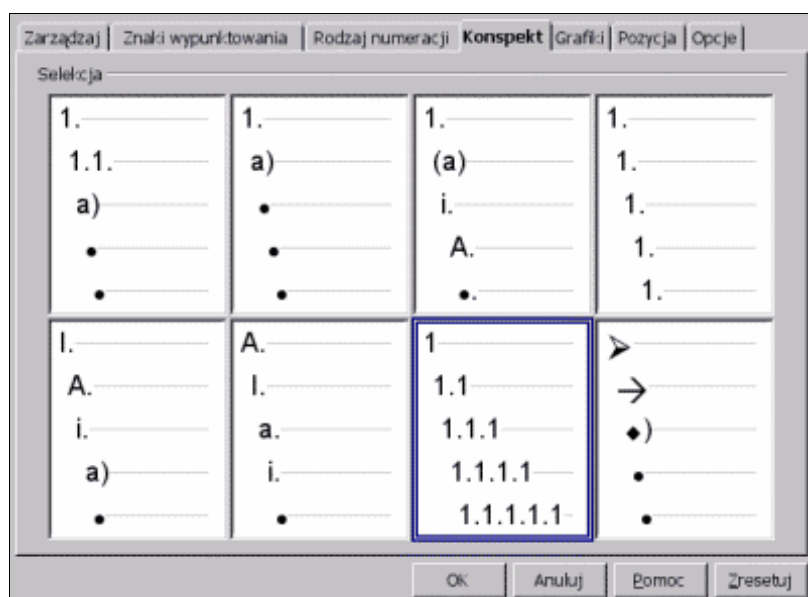 Zarządzaj Znaki wypunktowania Rodzaj numeracji Konspekt Grafiki Pozycja Opcje
Selekcja
1.
1.1.
a)
•
•
1.
a)
•
•
•
1.
(a)
i.
A.
•.
1.
1.
1.
1.
1.
I.
A.
i.
a)
•
A.
I.
a.
i.
•
1
1.1
1.1.1
1.1.1.1
1.1.1.1.1
➢
→
◆)
•
•
OK Anuluj Pomoc Zresetuj